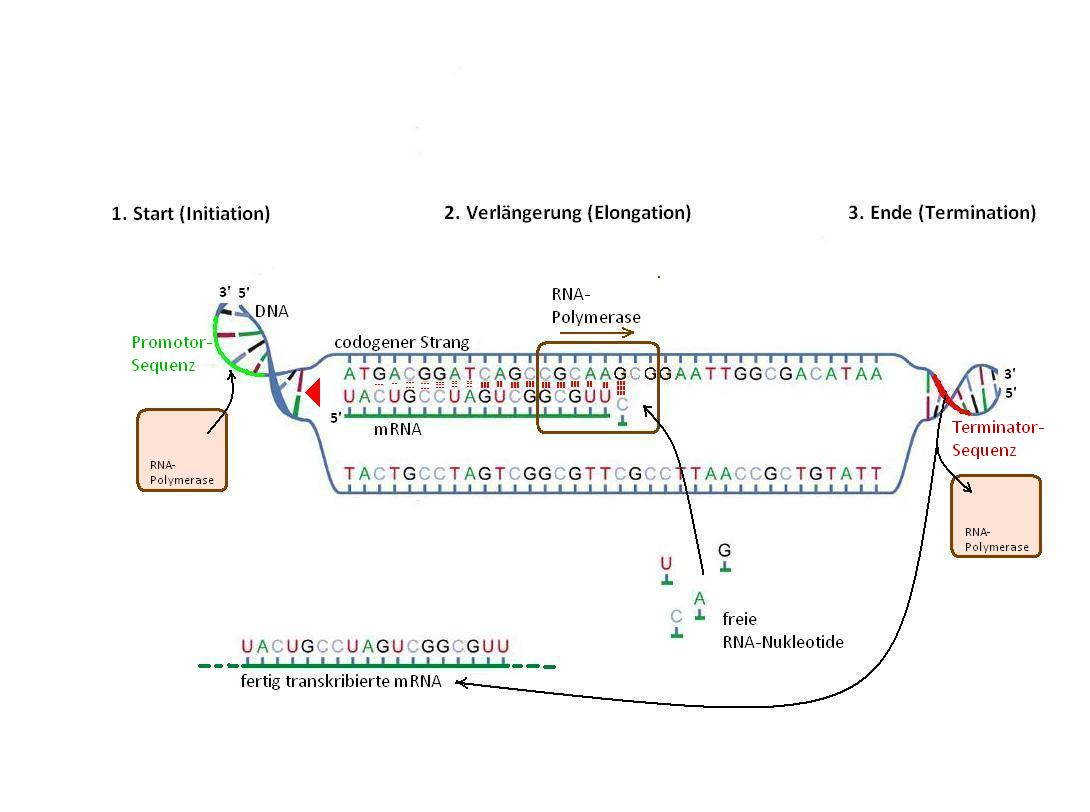 1. Start (Initiation)
2. Verlängerung (Elongation)
3. Ende (Termination)
3' 5'
DNA
Promotor-
Sequenz
RNA-
Polymerase
RNA-
Polymerase
codogener Strang
ATGACGGATCAGCCGCAAGCGGAATTGGCGACATAA
UACUGCCUAGUCGGCGUU
C
5'
mRNA
TACTGCCTAGTCGGCGTTCGCCTTAACCGCTGTATT
3'
5'
Terminator-
Sequenz
RNA-
Polymerase
U
G
A
C
freie
RNA-Nukleotide
UACUGCCUAGUCGGCGUU
fertig transkribierte mRNA